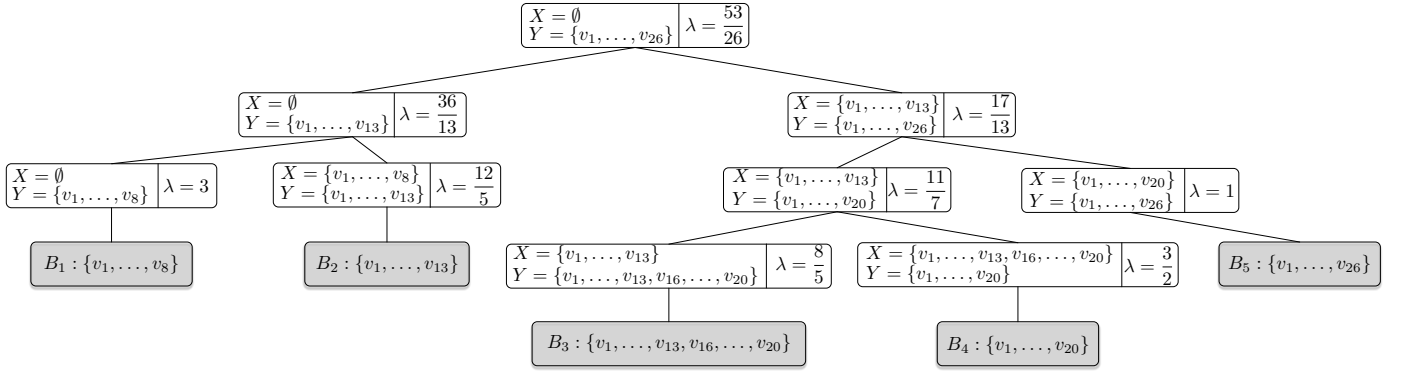 X = ∅
Y = {v₁, …, v₂₆}
λ = 53/26
X = ∅
Y = {v₁, …, v₁₃}
λ = 36/13
X = {v₁, …, v₁₃}
Y = {v₁, …, v₂₆}
λ = 17/13
X = ∅
Y = {v₁, …, v₈}
λ = 3
X = {v₁, …, v₈}
Y = {v₁, …, v₁₃}
λ = 12/5
X = {v₁, …, v₁₃}
Y = {v₁, …, v₂₀}
λ = 11/7
X = {v₁, …, v₂₀}
Y = {v₁, …, v₂₆}
λ = 1
B₁ : {v₁, …, v₈}
B₂ : {v₁, …, v₁₃}
X = {v₁, …, v₁₃}
Y = {v₁, …, v₁₃, v₁₆, …, v₂₀}
λ = 8/5
X = {v₁, …, v₁₃, v₁₆, …, v₂₀}
Y = {v₁, …, v₂₀}
λ = 3/2
B₅ : {v₁, …, v₂₆}
B₃ : {v₁, …, v₁₃, v₁₆, …, v₂₀}
B₄ : {v₁, …, v₂₀}